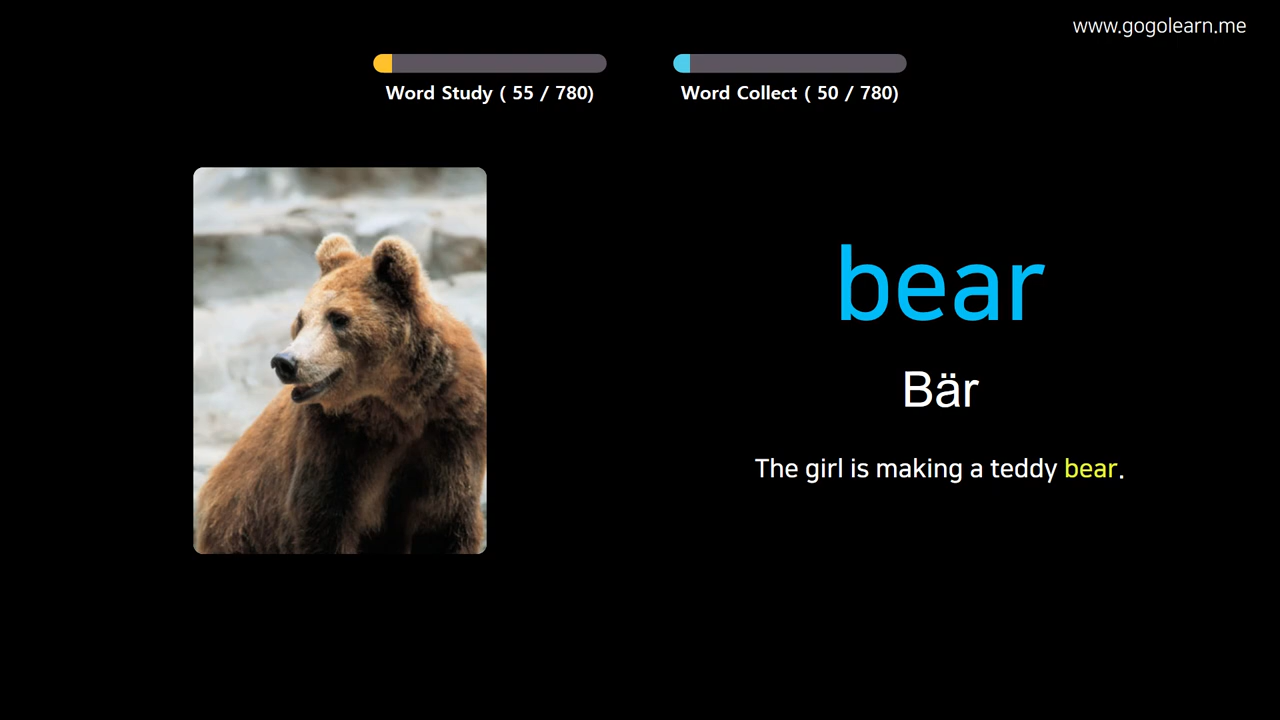 www.gogolearn.me
Word Study ( 55 / 780)
Word Collect ( 50 / 780)
bear
Bär
The girl is making a teddy bear.